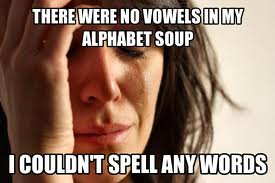 THERE WERE NO VOWELS IN MY
ALPHABET SOUP
I COULDN'T SPELL ANY WORDS